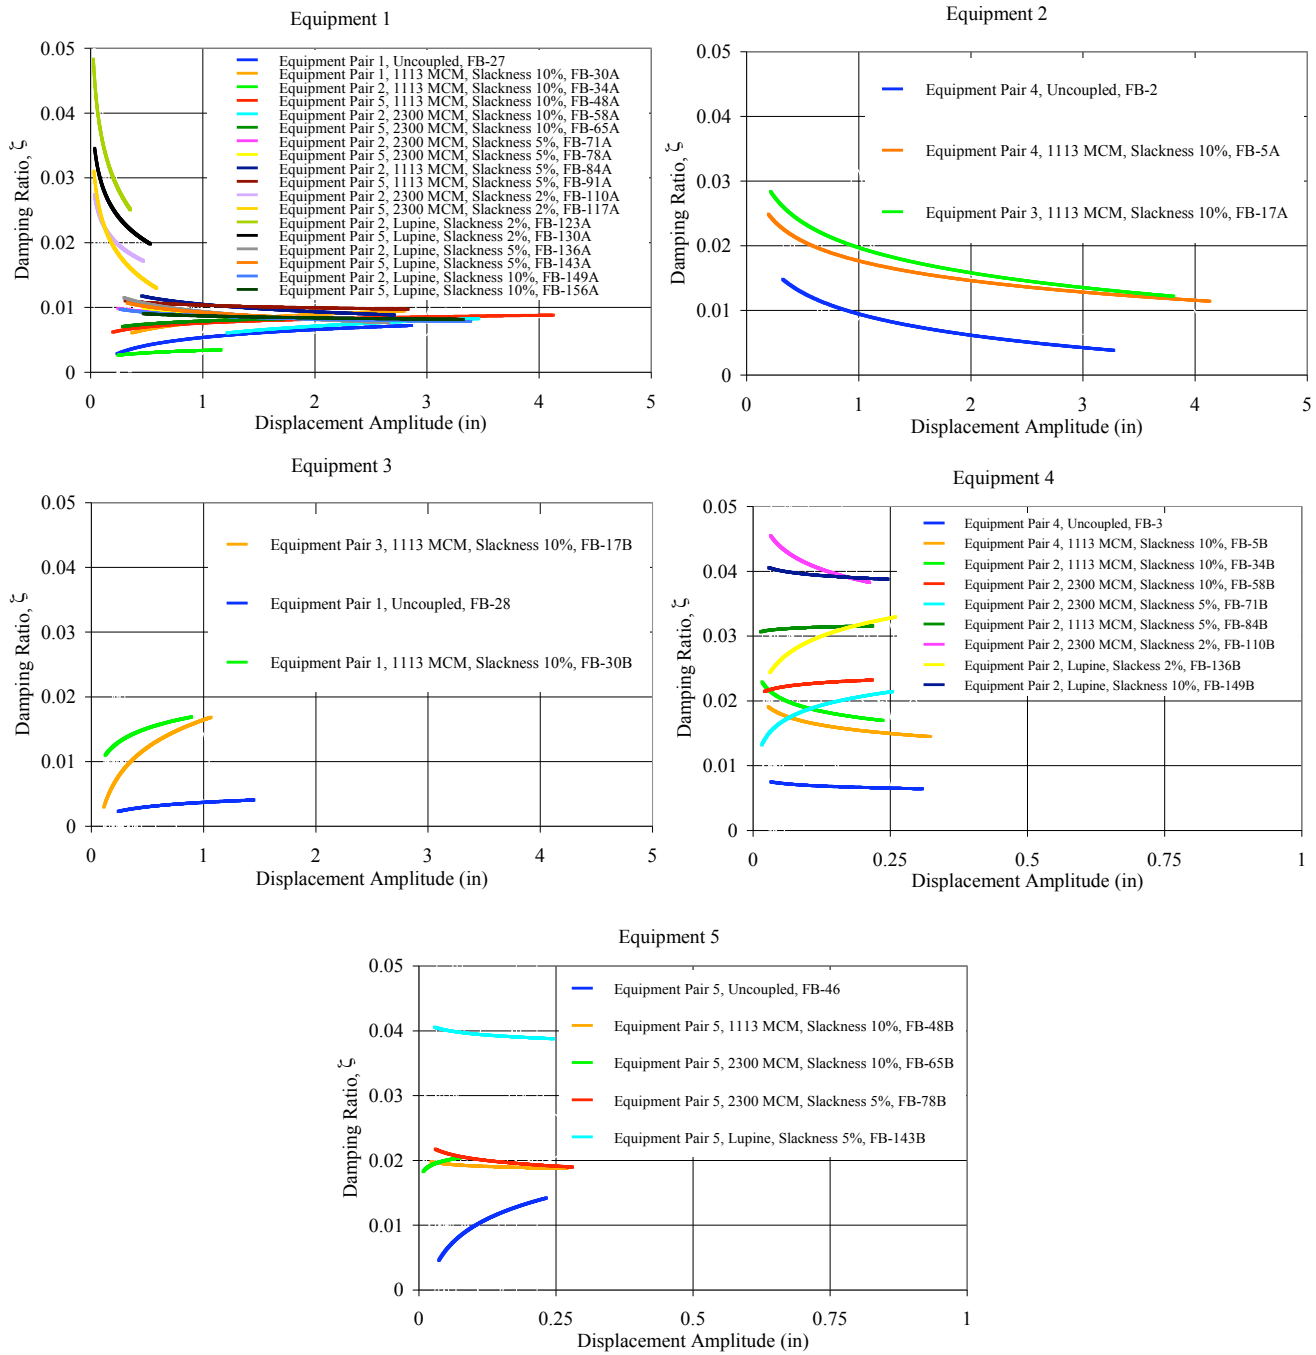 Equipment 1
0.05
0.04
0.03
0.02
0.01
0
Damping Ratio, ζ
Equipment Pair 1, Uncoupled, FB-27
Equipment Pair 1, 1113 MCM, Slackness 10%, FB-30A
Equipment Pair 2, 1113 MCM, Slackness 10%, FB-34A
Equipment Pair 5, 1113 MCM, Slackness 10%, FB-48A
Equipment Pair 2, 2300 MCM, Slackness 10%, FB-58A
Equipment Pair 5, 2300 MCM, Slackness 10%, FB-65A
Equipment Pair 2, 2300 MCM, Slackness 5%, FB-71A
Equipment Pair 5, 2300 MCM, Slackness 5%, FB-78A
Equipment Pair 2, 1113 MCM, Slackness 5%, FB-84A
Equipment Pair 5, 1113 MCM, Slackness 5%, FB-91A
Equipment Pair 2, 2300 MCM, Slackness 2%, FB-110A
Equipment Pair 5, 2300 MCM, Slackness 2%, FB-117A
Equipment Pair 2, Lupine, Slackness 2%, FB-123A
Equipment Pair 5, Lupine, Slackness 2%, FB-130A
Equipment Pair 2, Lupine, Slackness 5%, FB-136A
Equipment Pair 5, Lupine, Slackness 5%, FB-143A
Equipment Pair 2, Lupine, Slackness 10%, FB-149A
Equipment Pair 5, Lupine, Slackness 10%, FB-156A
0 1 2 3 4 5
Displacement Amplitude (in)
Equipment 2
0.05
0.04
0.03
0.02
0.01
0
Damping Ratio, ζ
Equipment Pair 4, Uncoupled, FB-2
Equipment Pair 4, 1113 MCM, Slackness 10%, FB-5A
Equipment Pair 3, 1113 MCM, Slackness 10%, FB-17A
0 1 2 3 4 5
Displacement Amplitude (in)
Equipment 3
0.05
0.04
0.03
0.02
0.01
0
Damping Ratio, ζ
Equipment Pair 3, 1113 MCM, Slackness 10%, FB-17B
Equipment Pair 1, Uncoupled, FB-28
Equipment Pair 1, 1113 MCM, Slackness 10%, FB-30B
0 1 2 3 4 5
Displacement Amplitude (in)
Equipment 4
0.05
0.04
0.03
0.02
0.01
0
Damping Ratio, ζ
Equipment Pair 4, Uncoupled, FB-3
Equipment Pair 4, 1113 MCM, Slackness 10%, FB-5B
Equipment Pair 2, 1113 MCM, Slackness 10%, FB-34B
Equipment Pair 2, 2300 MCM, Slackness 10%, FB-58B
Equipment Pair 2, 2300 MCM, Slackness 5%, FB-71B
Equipment Pair 2, 1113 MCM, Slackness 5%, FB-84B
Equipment Pair 2, 2300 MCM, Slackness 2%, FB-110B
Equipment Pair 2, Lupine, Slackess 2%, FB-136B
Equipment Pair 2, Lupine, Slackness 10%, FB-149B
0 0.25 0.5 0.75 1
Displacement Amplitude (in)
Equipment 5
0.05
0.04
0.03
0.02
0.01
0
Damping Ratio, ζ
Equipment Pair 5, Uncoupled, FB-46
Equipment Pair 5, 1113 MCM, Slackness 10%, FB-48B
Equipment Pair 5, 2300 MCM, Slackness 10%, FB-65B
Equipment Pair 5, 2300 MCM, Slackness 5%, FB-78B
Equipment Pair 5, Lupine, Slackness 5%, FB-143B
0 0.25 0.5 0.75 1
Displacement Amplitude (in)